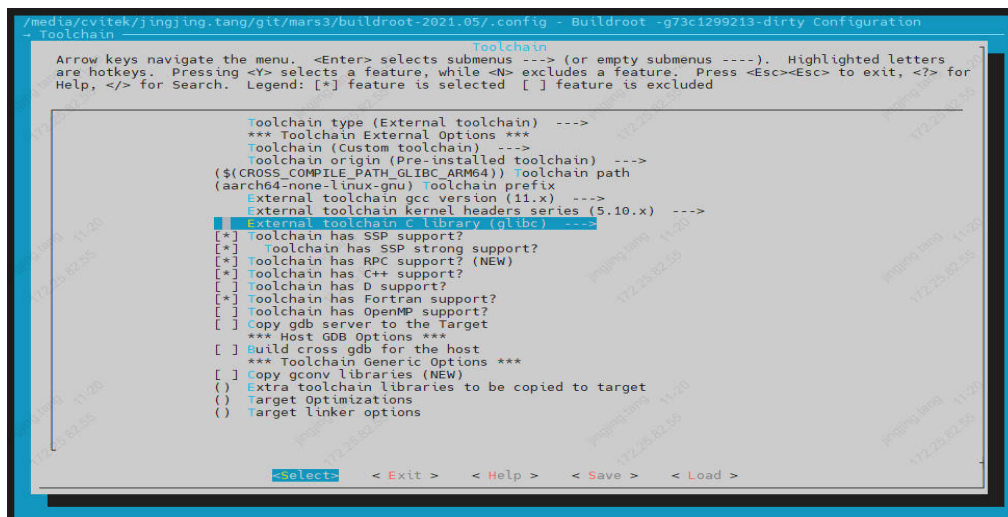 /media/cvitek/jingjing.tang/git/mars3/buildroot-2021.05/.config - Buildroot -g73c1299213-dirty Configuration
→ Toolchain
Toolchain
Arrow keys navigate the menu. <Enter> selects submenus ---> (or empty submenus ----). Highlighted letters
are hotkeys. Pressing <Y> selects a feature, while <N> excludes a feature. Press <Esc><Esc> to exit, <?> for
Help, </> for Search. Legend: [*] feature is selected [ ] feature is excluded
Toolchain type (External toolchain) --->
*** Toolchain External Options ***
Toolchain (Custom toolchain) --->
Toolchain origin (Pre-installed toolchain) --->
($(CROSS_COMPILE_PATH_GLIBC_ARM64)) Toolchain path
(aarch64-none-linux-gnu) Toolchain prefix
External toolchain gcc version (11.x) --->
External toolchain kernel headers series (5.10.x) --->
External toolchain C library (glibc) --->
[*] Toolchain has SSP support?
[*] Toolchain has SSP strong support?
[*] Toolchain has RPC support? (NEW)
[*] Toolchain has C++ support?
[ ] Toolchain has D support?
[*] Toolchain has Fortran support?
[ ] Toolchain has OpenMP support?
[ ] Copy gdb server to the Target
*** Host GDB Options ***
[ ] Build cross gdb for the host
*** Toolchain Generic Options ***
[ ] Copy gconv libraries (NEW)
() Extra toolchain libraries to be copied to target
() Target Optimizations
() Target linker options
<Select> < Exit > < Help > < Save > < Load >
jingjing.tang 11-20
172.25.82.55